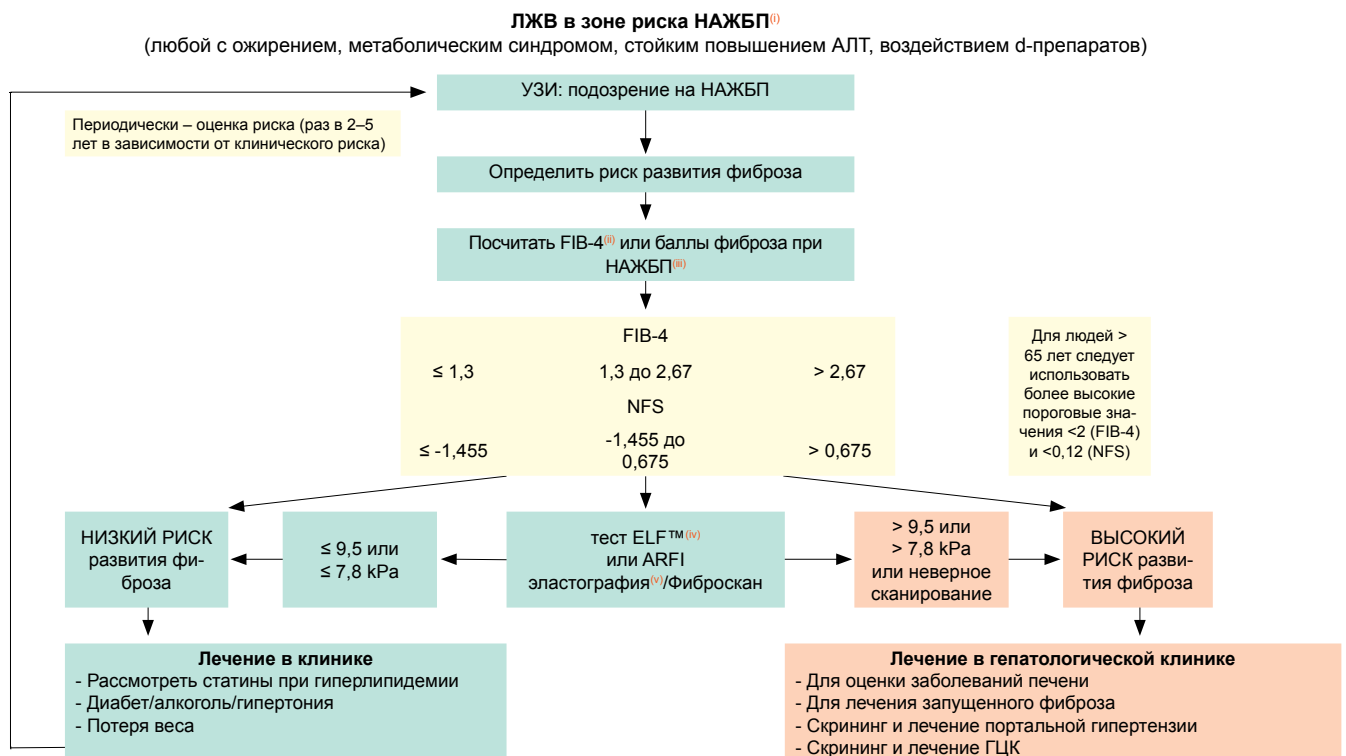 ЛЖВ в зоне риска НАЖБП(i)
(любой с ожирением, метаболическим синдромом, стойким повышением АЛТ, воздействием d-препаратов)
УЗИ: подозрение на НАЖБП
Периодически – оценка риска (раз в 2–5
лет в зависимости от клинического риска)
Определить риск развития фиброза
Посчитать FIB-4(ii) или баллы фиброза при
НАЖБП(iii)
FIB-4
≤ 1,3
1,3 до 2,67
> 2,67
NFS
≤ -1,455
-1,455 до
0,675
> 0,675
Для людей >
65 лет следует
использовать
более высокие
пороговые зна-
чения <2 (FIB-4)
и <0,12 (NFS)
НИЗКИЙ РИСК
развития фи-
броза
≤ 9,5 или
≤ 7,8 kPa
тест ELF™(iv)
или ARFI
эластография(v)/Фиброскан
> 9,5 или
> 7,8 kPa
или неверное
сканирование
ВЫСОКИЙ
РИСК разви-
тия фиброза
Лечение в клинике
- Рассмотреть статины при гиперлипидемии
- Диабет/алкоголь/гипертония
- Потеря веса
Лечение в гепатологической клинике
- Для оценки заболеваний печени
- Для лечения запущенного фиброза
- Скрининг и лечение портальной гипертензии
- Скрининг и лечение ГЦК